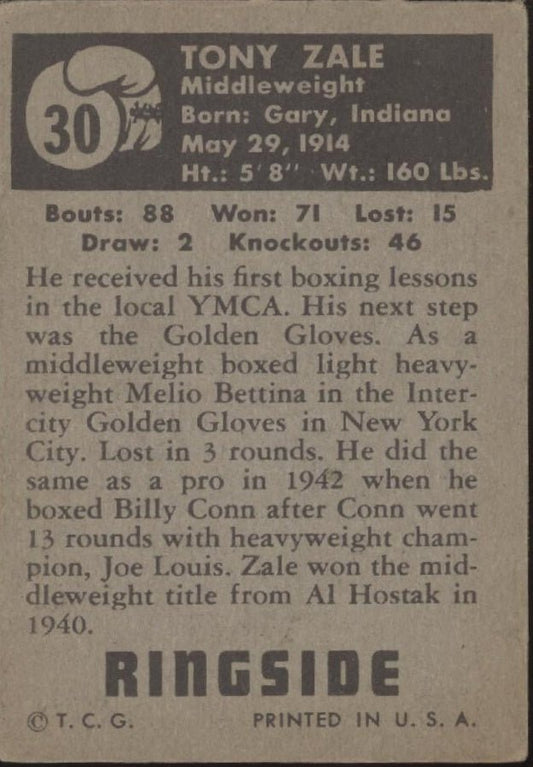 30
TONY ZALE
Middleweight
Born: Gary, Indiana
May 29, 1914
Ht.: 5'8" Wt.: 160 Lbs.
Bouts: 88 Won: 71 Lost: 15
Draw: 2 Knockouts: 46
He received his first boxing lessons
in the local YMCA. His next step
was the Golden Gloves. As a
middleweight boxed light heavy-
weight Melio Bettina in the Inter-
city Golden Gloves in New York
City. Lost in 3 rounds. He did the
same as a pro in 1942 when he
boxed Billy Conn after Conn went
13 rounds with heavyweight cham-
pion, Joe Louis. Zale won the mid-
dleweight title from Al Hostak in
1940.
RINGSIDE
© T. C. G. PRINTED IN U. S. A.